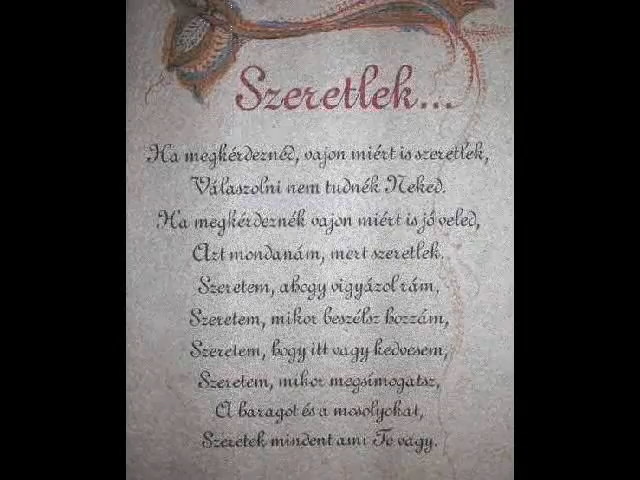 Szeretlek...
Ha megkérdeznéd, vajon miért is szeretlek,
Válaszolni nem tudnék Neked.
Ha megkérdeznék vajon miért is jó veled,
Azt mondanám, mert szeretlek.
Szeretem, ahogy vigyázol rám,
Szeretem, mikor beszélsz hozzám,
Szeretem, hogy itt vagy kedvesem,
Szeretem, mikor megsimogatsz,
A haragot és a mosolyokat,
Szeretek mindent ami Te vagy.